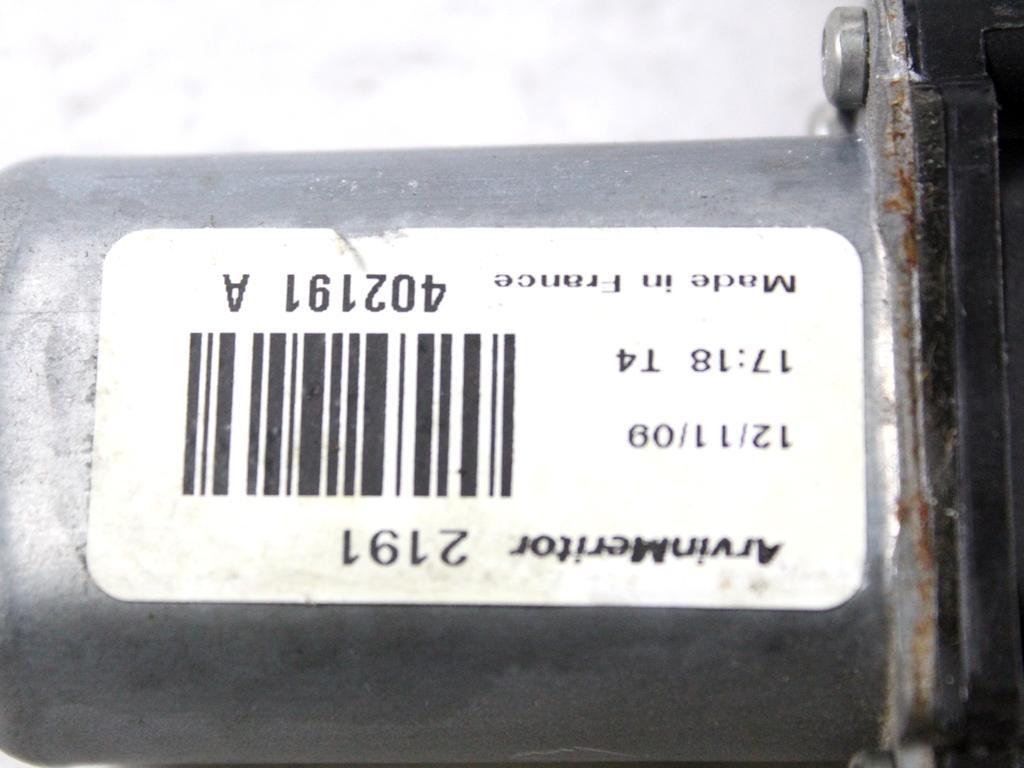 ArvinMeritor 2191
12/11/09
17:18 T4
Made in France 402191 A